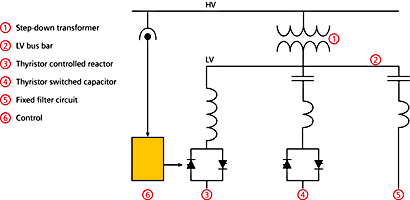 HV
1 Step-down transformer
2 LV bus bar
3 Thyristor controlled reactor
4 Thyristor switched capacitor
5 Fixed filter circuit
6 Control
1
LV
2
6
3
4
5